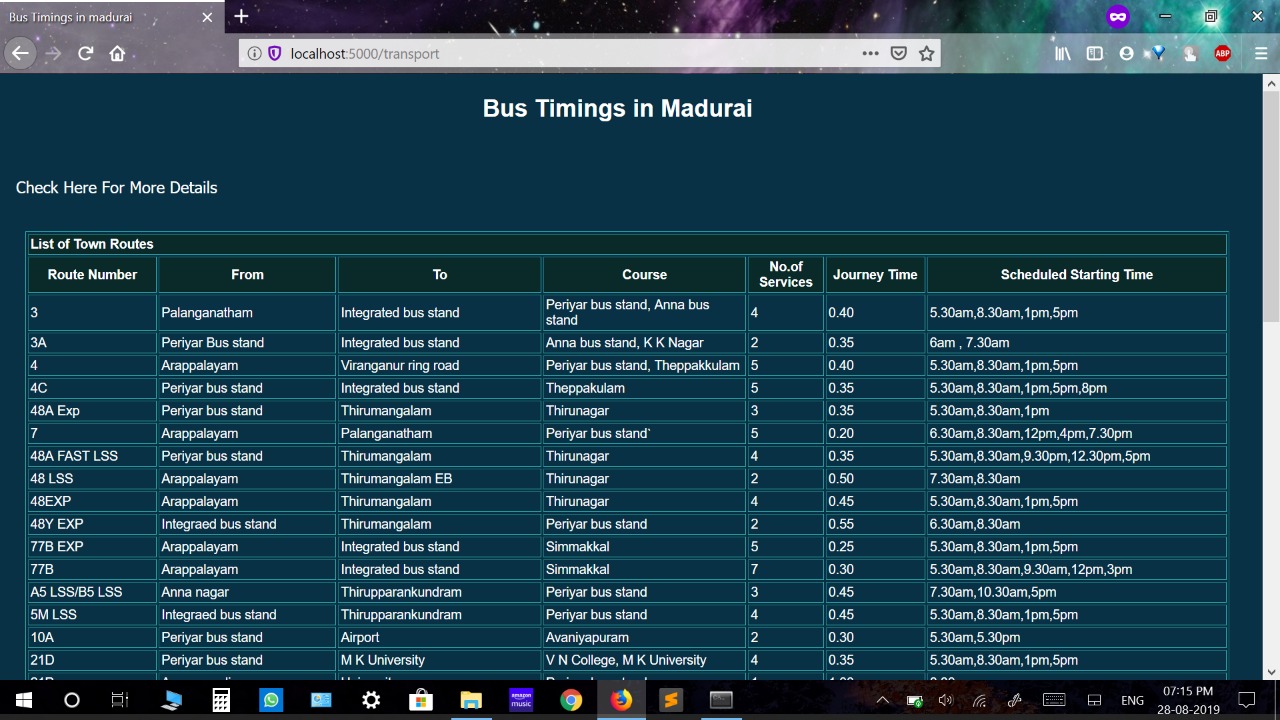 Bus Timings in madurai
localhost:5000/transport
ABP
Bus Timings in Madurai
Check Here For More Details
List of Town Routes
Route Number From To Course No.of Services Journey Time Scheduled Starting Time
3 Palanganatham Integrated bus stand Periyar bus stand, Anna bus stand 4 0.40 5.30am,8.30am,1pm,5pm
3A Periyar Bus stand Integrated bus stand Anna bus stand, K K Nagar 2 0.35 6am , 7.30am
4 Arappalayam Viranganur ring road Periyar bus stand, Theppakkulam 5 0.40 5.30am,8.30am,1pm,5pm
4C Periyar bus stand Integrated bus stand Theppakulam 5 0.35 5.30am,8.30am,1pm,5pm,8pm
48A Exp Periyar bus stand Thirumangalam Thirunagar 3 0.35 5.30am,8.30am,1pm
7 Arappalayam Palanganatham Periyar bus stand` 5 0.20 6.30am,8.30am,12pm,4pm,7.30pm
48A FAST LSS Periyar bus stand Thirumangalam Thirunagar 4 0.35 5.30am,8.30am,9.30pm,12.30pm,5pm
48 LSS Arappalayam Thirumangalam EB Thirunagar 2 0.50 7.30am,8.30am
48EXP Arappalayam Thirumangalam Thirunagar 4 0.45 5.30am,8.30am,1pm,5pm
48Y EXP Integraed bus stand Thirumangalam Periyar bus stand 2 0.55 6.30am,8.30am
77B EXP Arappalayam Integrated bus stand Simmakkal 5 0.25 5.30am,8.30am,1pm,5pm
77B Arappalayam Integrated bus stand Simmakkal 7 0.30 5.30am,8.30am,9.30am,12pm,3pm
A5 LSS/B5 LSS Anna nagar Thirupparankundram Periyar bus stand 3 0.45 7.30am,10.30am,5pm
5M LSS Integraed bus stand Thirupparankundram Periyar bus stand 4 0.45 5.30am,8.30am,1pm,5pm
10A Periyar bus stand Airport Avaniyapuram 2 0.30 5.30am,5.30pm
21D Periyar bus stand M K University V N College, M K University 4 0.35 5.30am,8.30am,1pm,5pm
amazon music
ENG
07:15 PM
28-08-2019